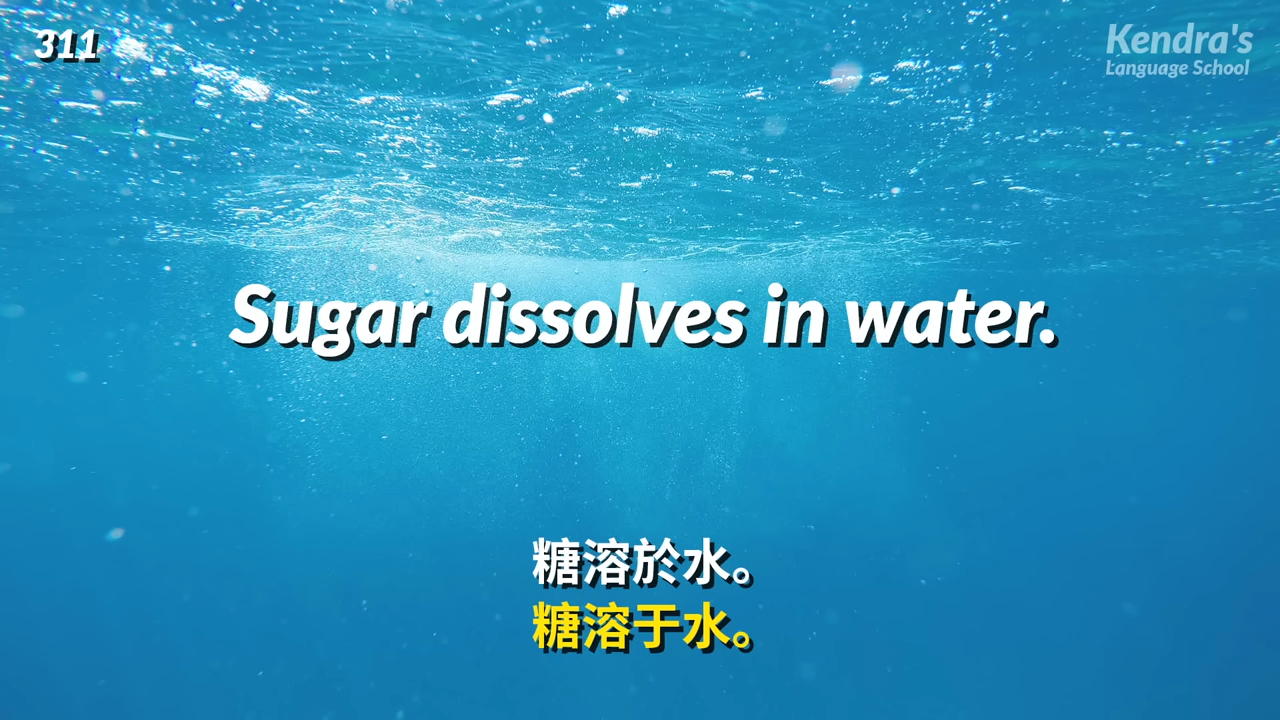 311
Kendra's
Language School
Sugar dissolves in water.
糖溶於水。
糖溶于水。